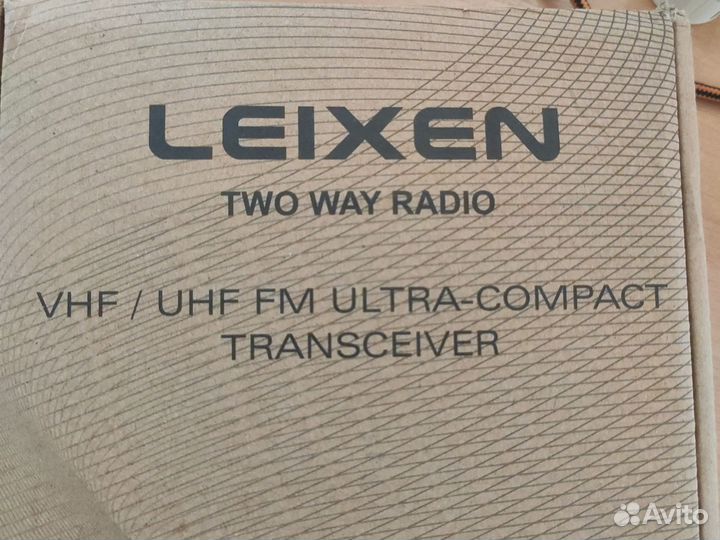 LEIXEN
TWO WAY RADIO
VHF / UHF FM ULTRA-COMPACT
TRANSCEIVER
Avito